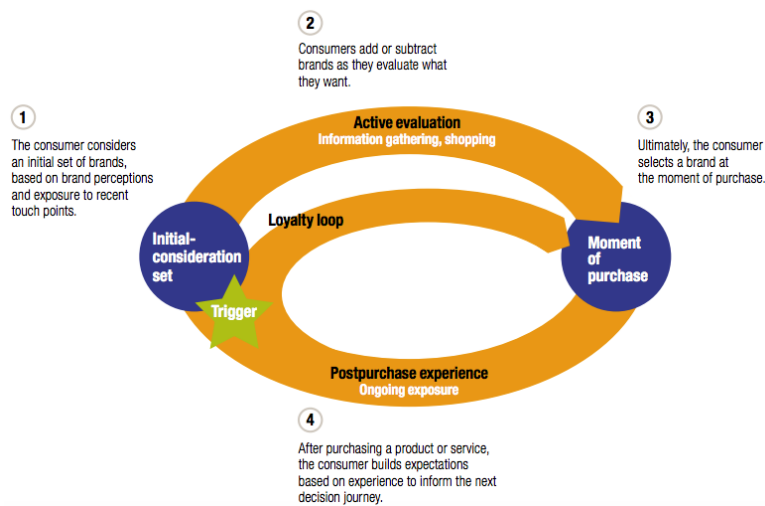 1
The consumer considers
an initial set of brands,
based on brand perceptions
and exposure to recent
touch points.
2
Consumers add or subtract
brands as they evaluate what
they want.
3
Ultimately, the consumer
selects a brand at
the moment of purchase.
Active evaluation
Information gathering, shopping
Loyalty loop
Initial-
consideration
set
Trigger
Moment
of
purchase
Postpurchase experience
Ongoing exposure
4
After purchasing a product or service,
the consumer builds expectations
based on experience to inform the next
decision journey.